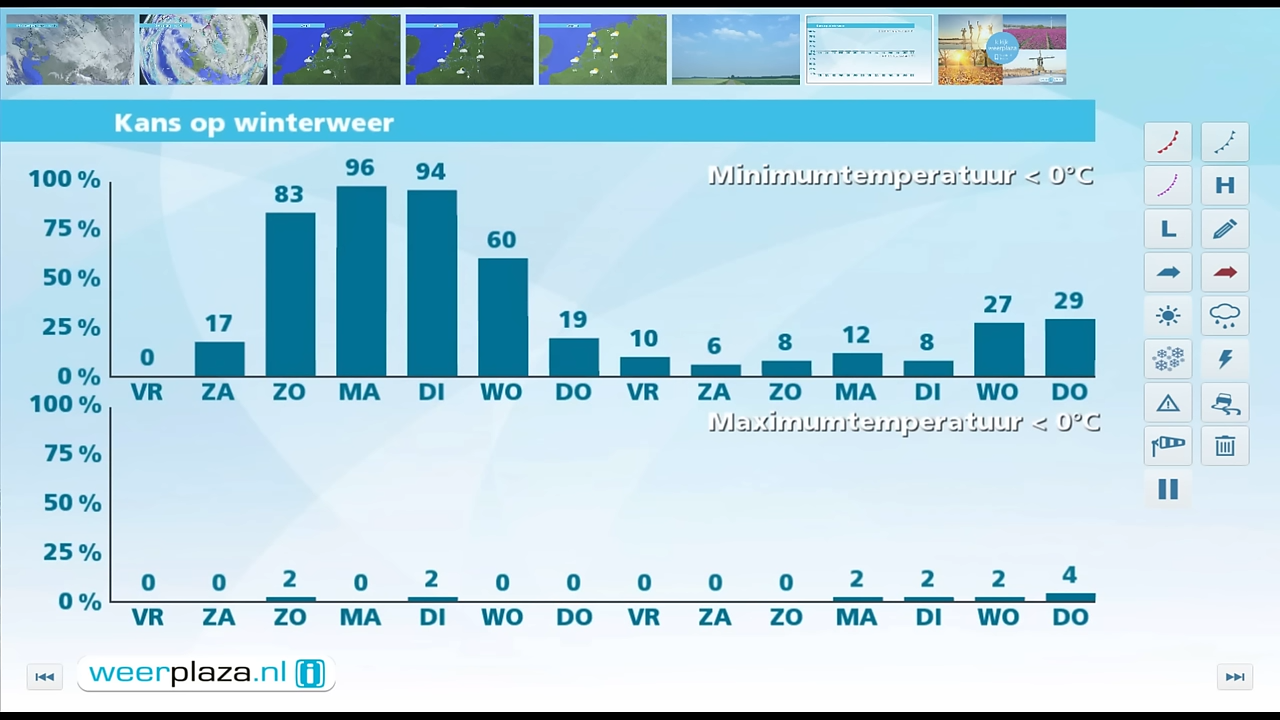 Kans op winterweer
Minimumtemperatuur < 0°C
100 %
75 %
50 %
25 %
0 %
0 17 83 96 94 60 19 10 6 8 12 8 27 29
VR ZA ZO MA DI WO DO VR ZA ZO MA DI WO DO
Maximumtemperatuur < 0°C
100 %
75 %
50 %
25 %
0 %
0 0 2 0 2 0 0 0 0 0 2 2 2 4
VR ZA ZO MA DI WO DO VR ZA ZO MA DI WO DO
H
L
weerplaza.nl i